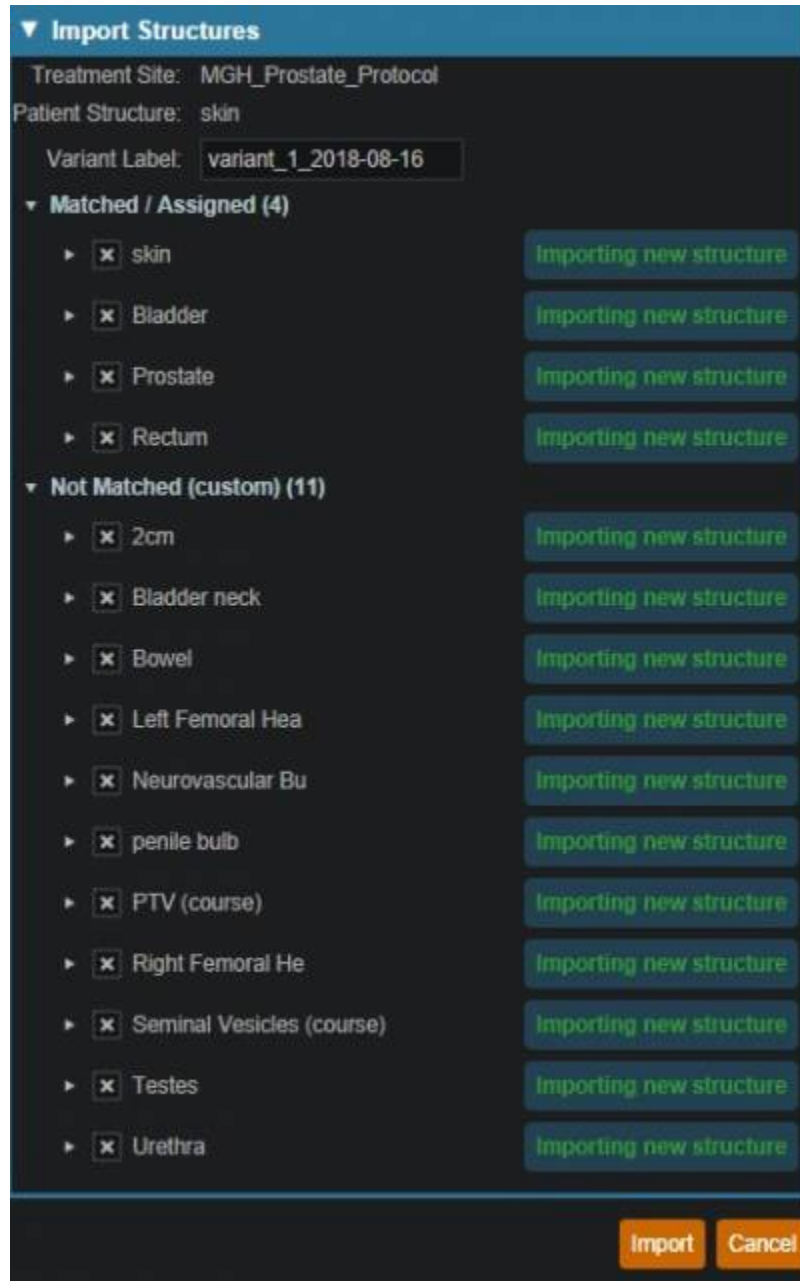 Import Structures
Treatment Site: MGH_Prostate_Protocol
Patient Structure: skin
Variant Label: variant_1_2018-08-16
Matched / Assigned (4)
skin Importing new structure
Bladder Importing new structure
Prostate Importing new structure
Rectum Importing new structure
Not Matched (custom) (11)
2cm Importing new structure
Bladder neck Importing new structure
Bowel Importing new structure
Left Femoral Hea Importing new structure
Neurovascular Bu Importing new structure
penile bulb Importing new structure
PTV (course) Importing new structure
Right Femoral He Importing new structure
Seminal Vesicles (course) Importing new structure
Testes Importing new structure
Urethra Importing new structure
Import Cancel